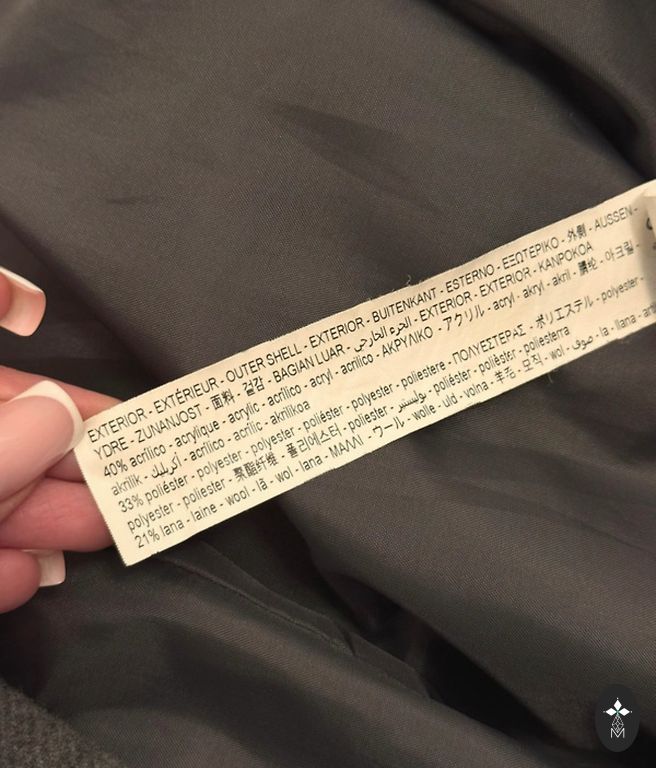 EXTERIOR - EXTÉRIEUR - OUTER SHELL - EXTERIOR - BUITENKANT - ESTERNO - ΕΞΩΤΕΡΙΚΟ - 外側 - AUSSEN -
YDRE - ZUNANJOST - 面料 - 겉감 - BAGIAN LUAR - الجزء الخارجي - EXTERIOR - EXTERIOR - KANPOKOA
40% acrílico - acrylique - acrylic - acrílico - acryl - acrilico - ΑΚΡΥΛΙΚΟ - アクリル - acryl - akryl - akril - 腈纶 - 아크릴 -
akrilik - أكريليك - acrílico - acrílic - akrilikoa
33% poliéster - polyester - polyester - poliéster - polyester - poliestere - ΠΟΛΥΕΣΤΕΡΑΣ - ポリエステル - polyester -
polyester - poliester - 聚酯纤维 - 폴리에스터 - poliester - بوليستير - poliéster - polièster - poliesterra
21% lana - laine - wool - lã - wol - lana - ΜΑΛΛΙ - ウール - wolle - uld - volna - 羊毛 - 모직 - wol - صوف - la - llana -
M